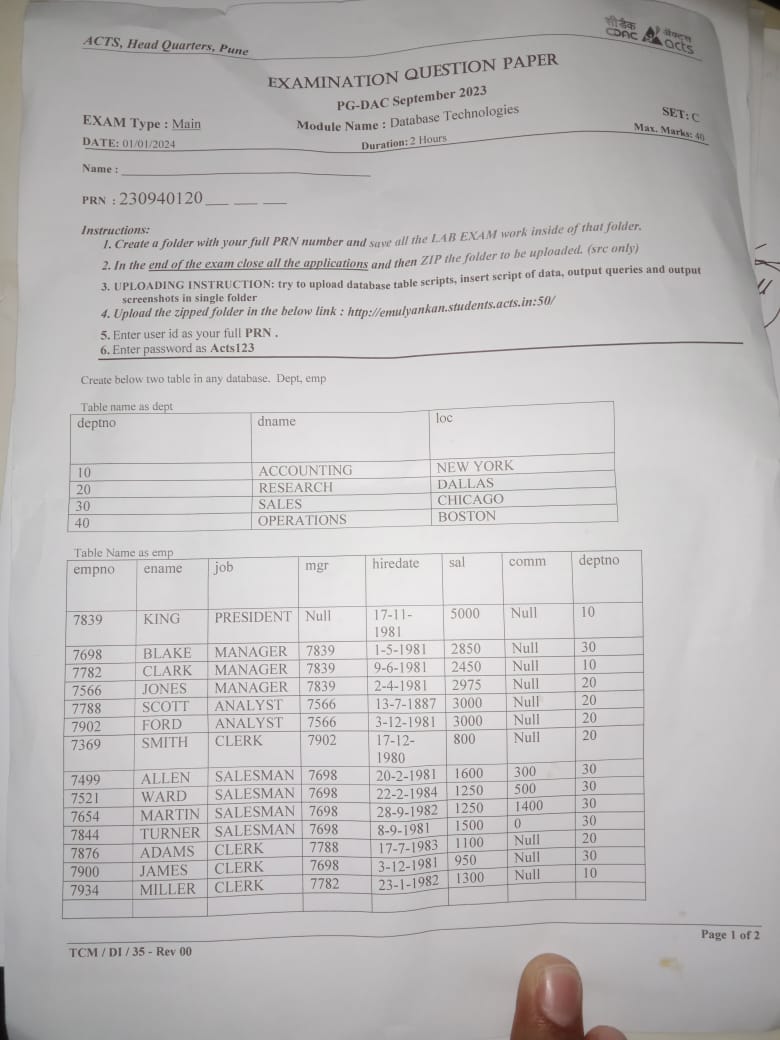 ACTS, Head Quarters, Pune
सीडैक
CDAC
ऍक्ट्स
acts
EXAMINATION QUESTION PAPER
PG-DAC September 2023
EXAM Type : Main
Module Name : Database Technologies
SET: C
DATE: 01/01/2024
Duration: 2 Hours
Max. Marks: 40
Name :
PRN : 230940120__ __ __
Instructions:
1. Create a folder with your full PRN number and save all the LAB EXAM work inside of that folder.
2. In the end of the exam close all the applications and then ZIP the folder to be uploaded. (src only)
3. UPLOADING INSTRUCTION: try to upload database table scripts, insert script of data, output queries and output
screenshots in single folder
4. Upload the zipped folder in the below link : http://emulyankan.students.acts.in:50/
5. Enter user id as your full PRN .
6. Enter password as Acts123
Create below two table in any database. Dept, emp
Table name as dept
deptno dname loc
10 ACCOUNTING NEW YORK
20 RESEARCH DALLAS
30 SALES CHICAGO
40 OPERATIONS BOSTON
Table Name as emp
empno ename job mgr hiredate sal comm deptno
7839 KING PRESIDENT Null 17-11- 5000 Null 10
1981
7698 BLAKE MANAGER 7839 1-5-1981 2850 Null 30
7782 CLARK MANAGER 7839 9-6-1981 2450 Null 10
7566 JONES MANAGER 7839 2-4-1981 2975 Null 20
7788 SCOTT ANALYST 7566 13-7-1887 3000 Null 20
7902 FORD ANALYST 7566 3-12-1981 3000 Null 20
7369 SMITH CLERK 7902 17-12- 800 Null 20
1980
7499 ALLEN SALESMAN 7698 20-2-1981 1600 300 30
7521 WARD SALESMAN 7698 22-2-1984 1250 500 30
7654 MARTIN SALESMAN 7698 28-9-1982 1250 1400 30
7844 TURNER SALESMAN 7698 8-9-1981 1500 0 30
7876 ADAMS CLERK 7788 17-7-1983 1100 Null 20
7900 JAMES CLERK 7698 3-12-1981 950 Null 30
7934 MILLER CLERK 7782 23-1-1982 1300 Null 10
Page 1 of 2
TCM / DI / 35 - Rev 00